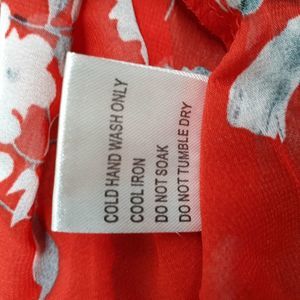 COLD HAND WASH ONLY
COOL IRON
DO NOT SOAK
DO NOT TUMBLE DRY